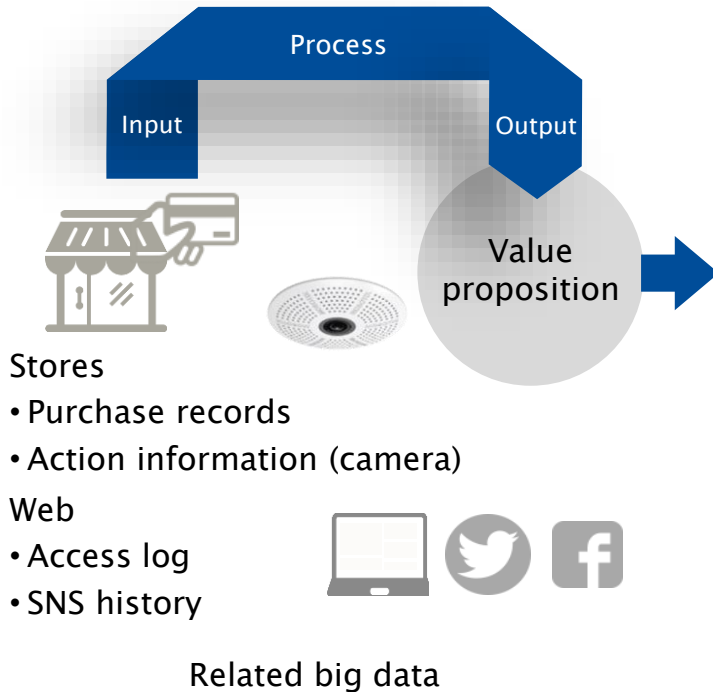 Process
Input
Output
Value
proposition
Stores
• Purchase records
• Action information (camera)
Web
• Access log
• SNS history
Related big data